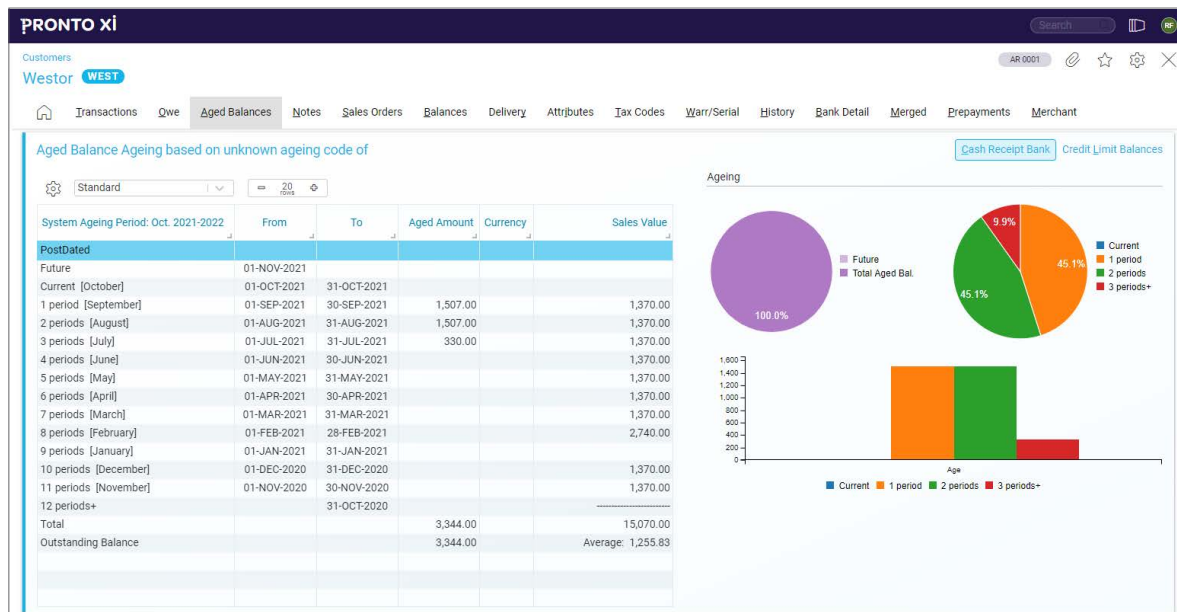 PRONTO Xi
Search
RF
Customers
AR 0001
Westor WEST
Transactions Owe Aged Balances Notes Sales Orders Balances Delivery Attributes Tax Codes Warr/Serial History Bank Detail Merged Prepayments Merchant
Aged Balance Ageing based on unknown ageing code of
Cash Receipt Bank Credit Limit Balances
Standard
20
rows
System Ageing Period: Oct. 2021-2022 From To Aged Amount Currency Sales Value
PostDated
Future 01-NOV-2021
Current [October] 01-OCT-2021 31-OCT-2021
1 period [September] 01-SEP-2021 30-SEP-2021 1,507.00 1,370.00
2 periods [August] 01-AUG-2021 31-AUG-2021 1,507.00 1,370.00
3 periods [July] 01-JUL-2021 31-JUL-2021 330.00 1,370.00
4 periods [June] 01-JUN-2021 30-JUN-2021 1,370.00
5 periods [May] 01-MAY-2021 31-MAY-2021 1,370.00
6 periods [April] 01-APR-2021 30-APR-2021 1,370.00
7 periods [March] 01-MAR-2021 31-MAR-2021 1,370.00
8 periods [February] 01-FEB-2021 28-FEB-2021 2,740.00
9 periods [January] 01-JAN-2021 31-JAN-2021
10 periods [December] 01-DEC-2020 31-DEC-2020 1,370.00
11 periods [November] 01-NOV-2020 30-NOV-2020 1,370.00
12 periods+ 31-OCT-2020 ------------------------
Total 3,344.00 15,070.00
Outstanding Balance 3,344.00 Average: 1,255.83
Ageing
100.0%
Future
Total Aged Bal.
9.9%
45.1%
45.1%
Current
1 period
2 periods
3 periods+
1,600
1,400
1,200
1,000
800
600
400
200
0
Age
Current 1 period 2 periods 3 periods+